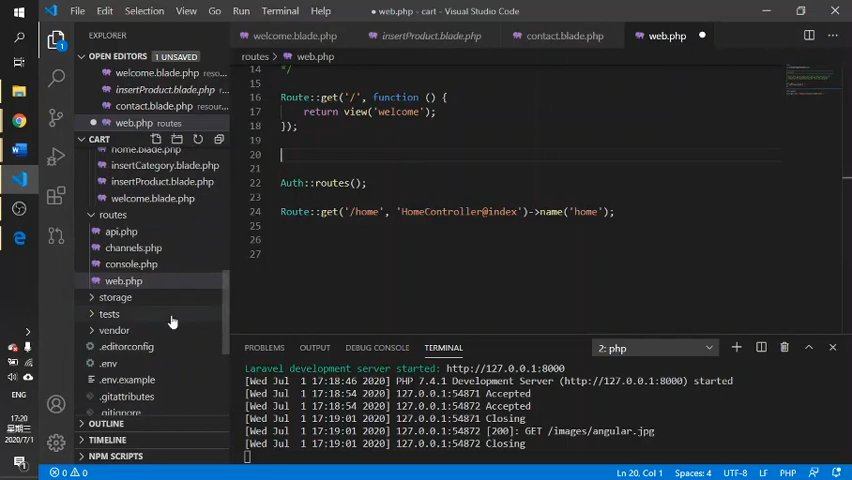 File Edit Selection View Go Run Terminal Help
● web.php - cart - Visual Studio Code
EXPLORER
OPEN EDITORS 1 UNSAVED
welcome.blade.php reso...
insertProduct.blade.php ...
contact.blade.php resour...
● web.php routes
CART
home.blade.php
insertCategory.blade.php
insertProduct.blade.php
welcome.blade.php
routes
api.php
channels.php
console.php
web.php
storage
tests
vendor
.editorconfig
.env
.env.example
.gitattributes
.gitignore
OUTLINE
TIMELINE
NPM SCRIPTS
welcome.blade.php insertProduct.blade.php contact.blade.php web.php ●
routes > web.php
14 */
15
16 Route::get('/', function () {
17 return view('welcome');
18 });
19
20
21
22 Auth::routes();
23
24 Route::get('/home', 'HomeController@index')->name('home');
25
26
27
PROBLEMS OUTPUT DEBUG CONSOLE TERMINAL 2: php
Laravel development server started: http://127.0.0.1:8000
[Wed Jul 1 17:18:46 2020] PHP 7.4.1 Development Server (http://127.0.0.1:8000) started
[Wed Jul 1 17:18:54 2020] 127.0.0.1:54871 Accepted
[Wed Jul 1 17:18:54 2020] 127.0.0.1:54872 Accepted
[Wed Jul 1 17:19:01 2020] 127.0.0.1:54871 Closing
[Wed Jul 1 17:19:01 2020] 127.0.0.1:54872 [200]: GET /images/angular.jpg
[Wed Jul 1 17:19:01 2020] 127.0.0.1:54872 Closing
1
ENG
17:20
週三
2020/7/1
0 0
Ln 20, Col 1 Spaces: 4 UTF-8 LF PHP